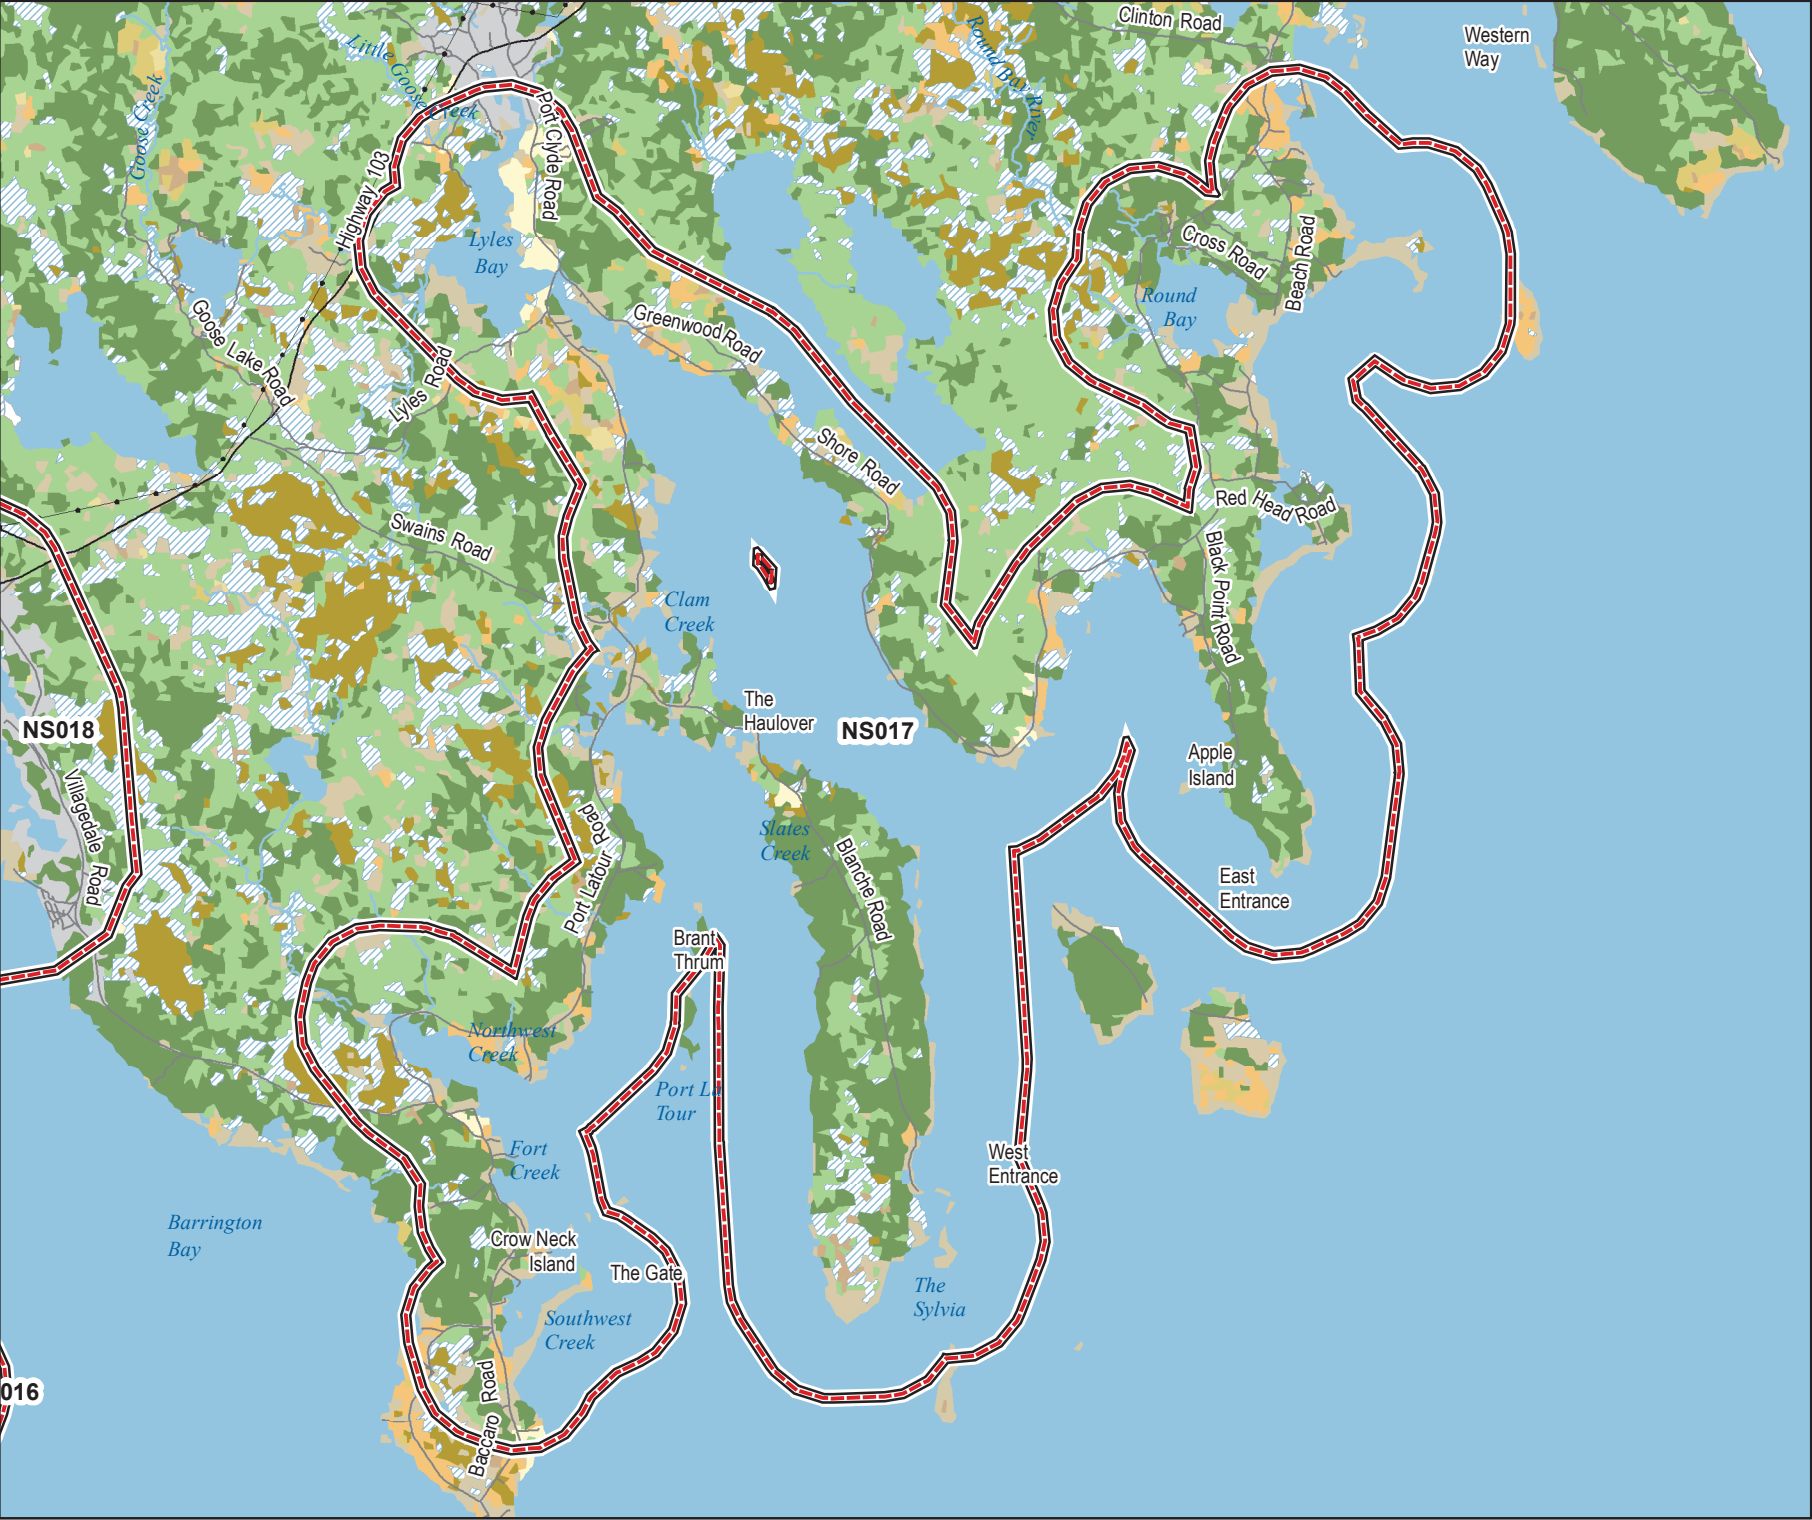 Clinton Road
Western
Way
Little Goose Creek
Round Bay River
Goose Creek
Port Clyde Road
Highway 103
Lyles
Bay
Cross Road
Beach Road
Round
Bay
Goose Lake Road
Greenwood Road
Lyles Road
Shore Road
Swains Road
Red Head Road
Black Point Road
Clam
Creek
The
Haulover
NS017
NS018
Apple
Island
Villagedale Road
Port Latour Road
Slates
Creek
Blanche Road
East
Entrance
Brant
Thrum
Northwest
Creek
Port La
Tour
Fort
Creek
West
Entrance
Barrington
Bay
Crow Neck
Island
The Gate
The
Sylvia
Southwest
Creek
016
Baccaro Road